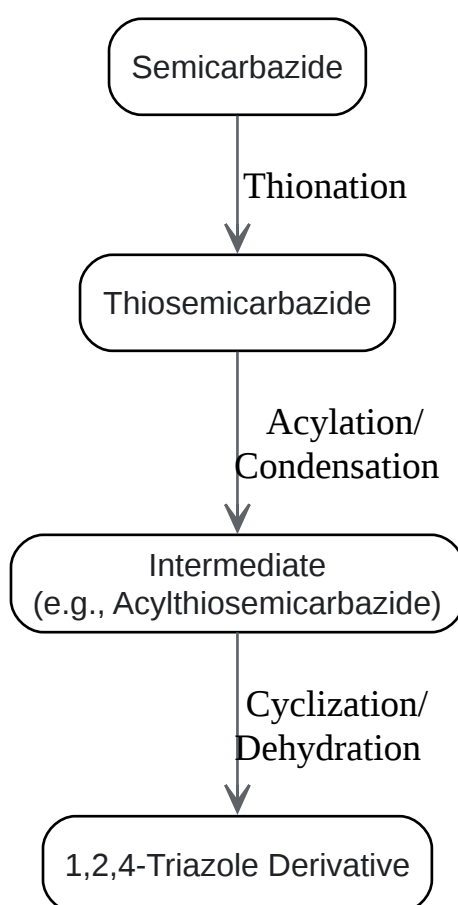 Semicarbazide
Thionation
Thiosemicarbazide
Acylation/
Condensation
Intermediate
(e.g., Acylthiosemicarbazide)
Cyclization/
Dehydration
1,2,4-Triazole Derivative